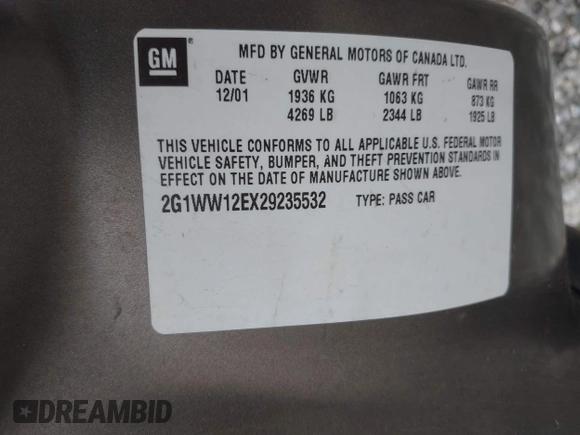 GM
MFD BY GENERAL MOTORS OF CANADA LTD.
DATE GVWR GAWR FRT GAWR RR
12/01 1936 KG 1063 KG 873 KG
4269 LB 2344 LB 1925 LB
THIS VEHICLE CONFORMS TO ALL APPLICABLE U.S. FEDERAL MOTOR
VEHICLE SAFETY, BUMPER, AND THEFT PREVENTION STANDARDS IN
EFFECT ON THE DATE OF MANUFACTURE SHOWN ABOVE.
2G1WW12EX29235532 TYPE: PASS CAR
DREAMBID